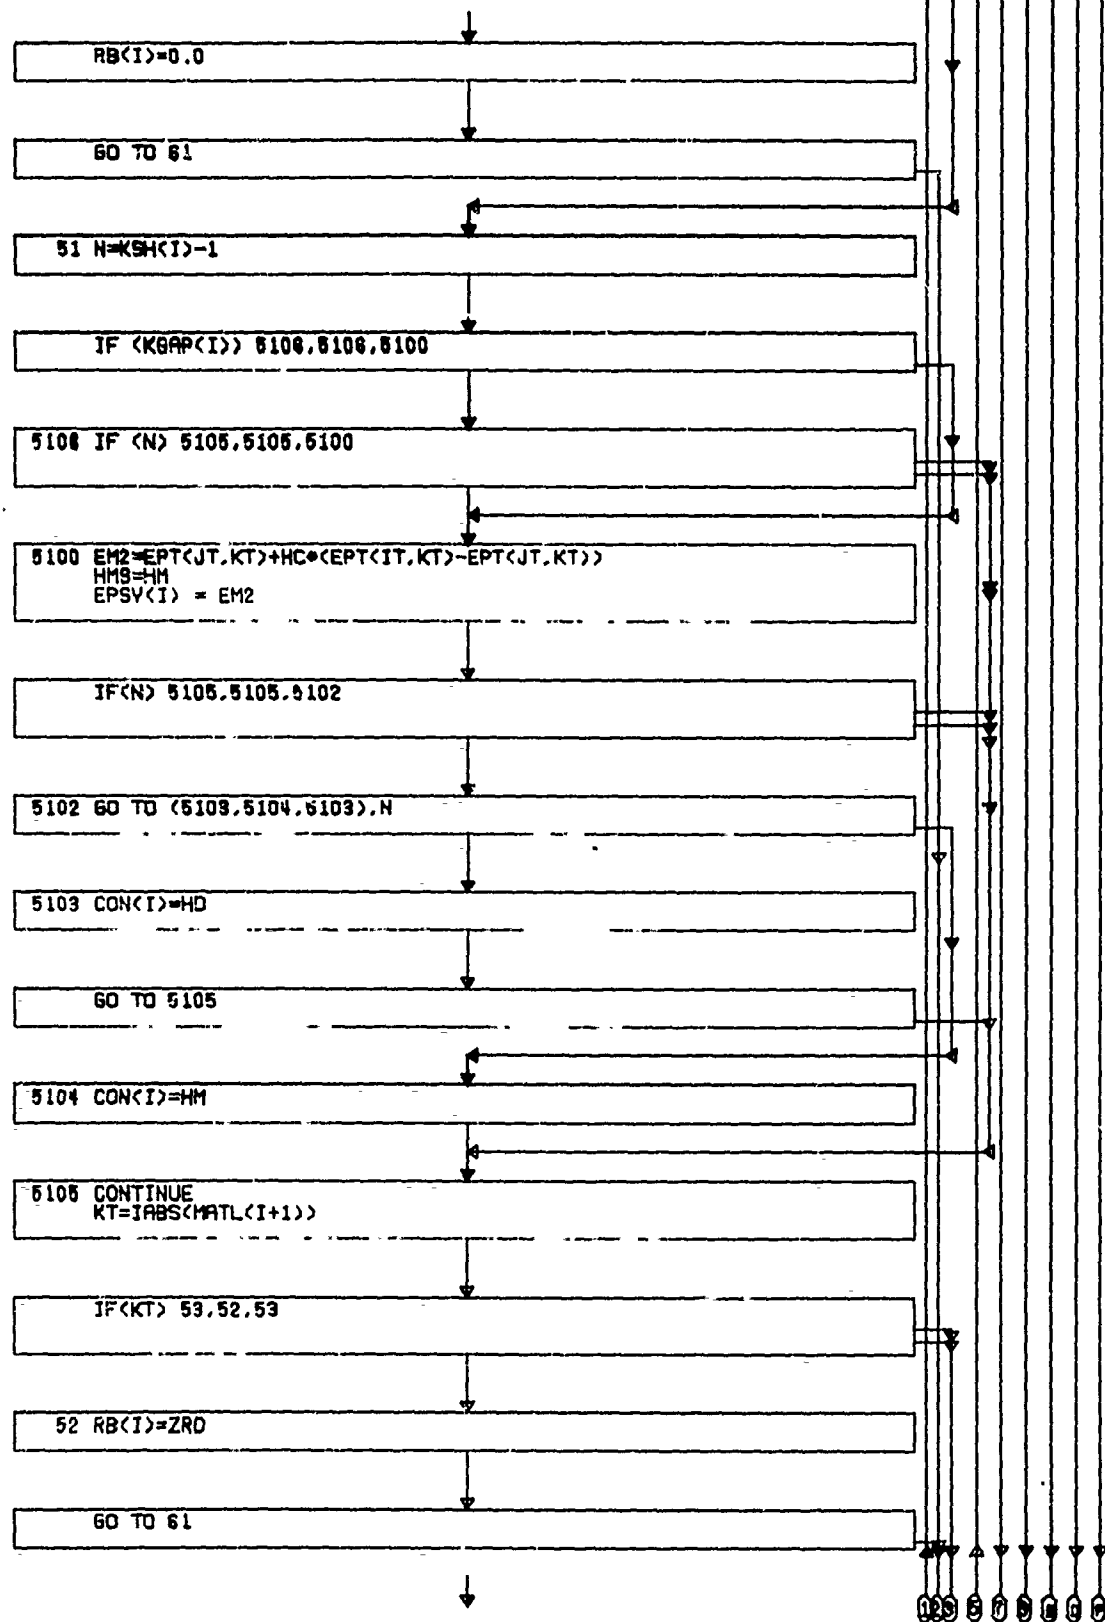 RB(I)=0.0
GO TO 61
51 N=KSH(I)-1
IF (KGAP(I)) 5106,5106,5100
5106 IF (N) 5105,5105,5100
5100 EM2=EPT(JT,KT)+HC*(EPT(IT,KT)-EPT(JT,KT))
HMS=HM
EPSV(I) = EM2
IF(N) 5105,5105,5102
5102 GO TO (5103,5104,5103),N
5103 CON(I)=HD
GO TO 5105
5104 CON(I)=HM
5105 CONTINUE
KT=IABS(MATL(I+1))
IF(KT) 53,52,53
52 RB(I)=ZRO
GO TO 61